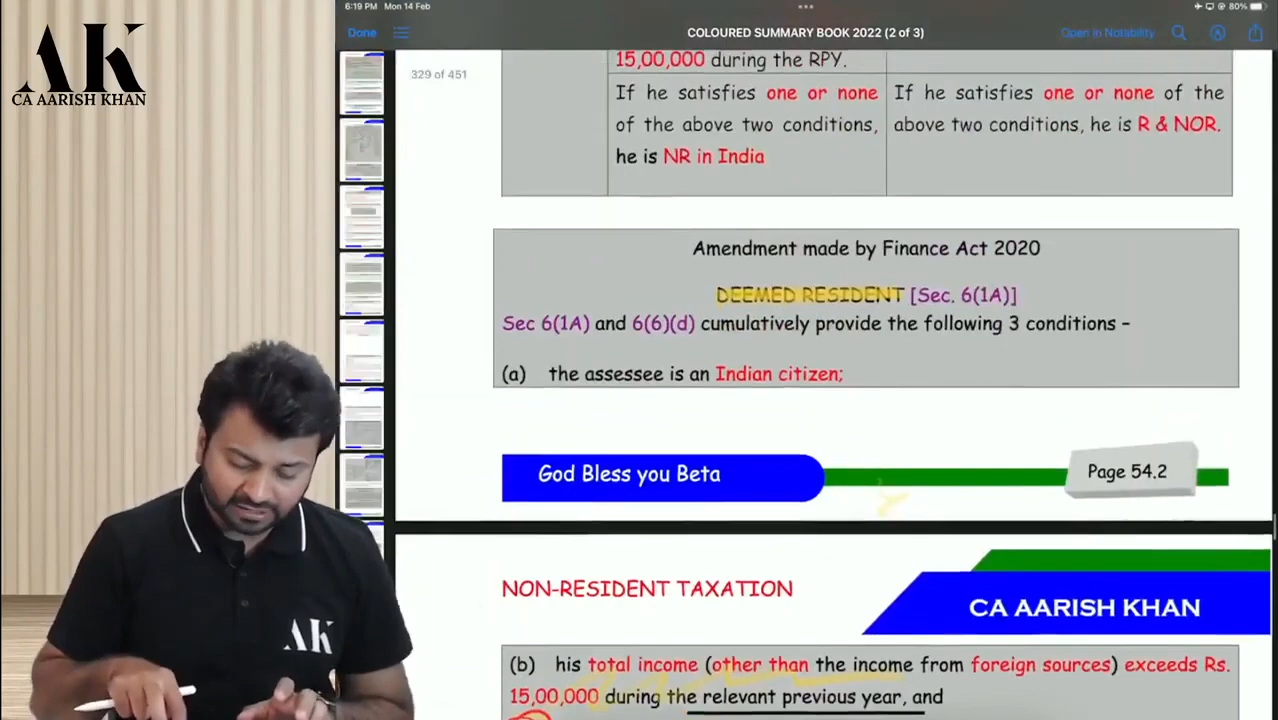 AK
CA AARISH KHAN
6:19 PM Mon 14 Feb
80%
Done
COLOURED SUMMARY BOOK 2022 (2 of 3)
Open in Notability
329 of 451
15,00,000 during the RPY.
If he satisfies one or none
of the above two conditions,
he is NR in India
If he satisfies one or none of the
above two conditions, he is R & NOR.
Amendment made by Finance Act 2020
DEEMED RESIDENT [Sec. 6(1A)]
Sec 6(1A) and 6(6)(d) cumulatively provide the following 3 conditions –
(a) the assessee is an Indian citizen;
God Bless you Beta
Page 54.2
NON-RESIDENT TAXATION
CA AARISH KHAN
(b) his total income (other than the income from foreign sources) exceeds Rs.
15,00,000 during the relevant previous year, and
AK